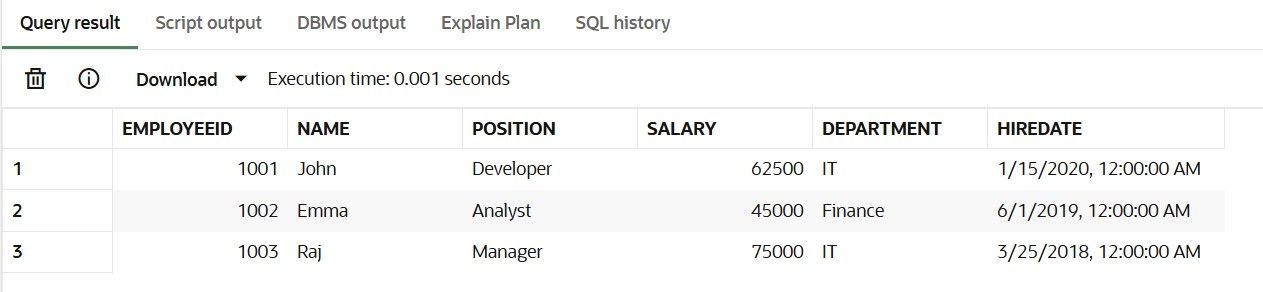 Query result Script output DBMS output Explain Plan SQL history
Download Execution time: 0.001 seconds
EMPLOYEEID NAME POSITION SALARY DEPARTMENT HIREDATE
1 1001 John Developer 62500 IT 1/15/2020, 12:00:00 AM
2 1002 Emma Analyst 45000 Finance 6/1/2019, 12:00:00 AM
3 1003 Raj Manager 75000 IT 3/25/2018, 12:00:00 AM